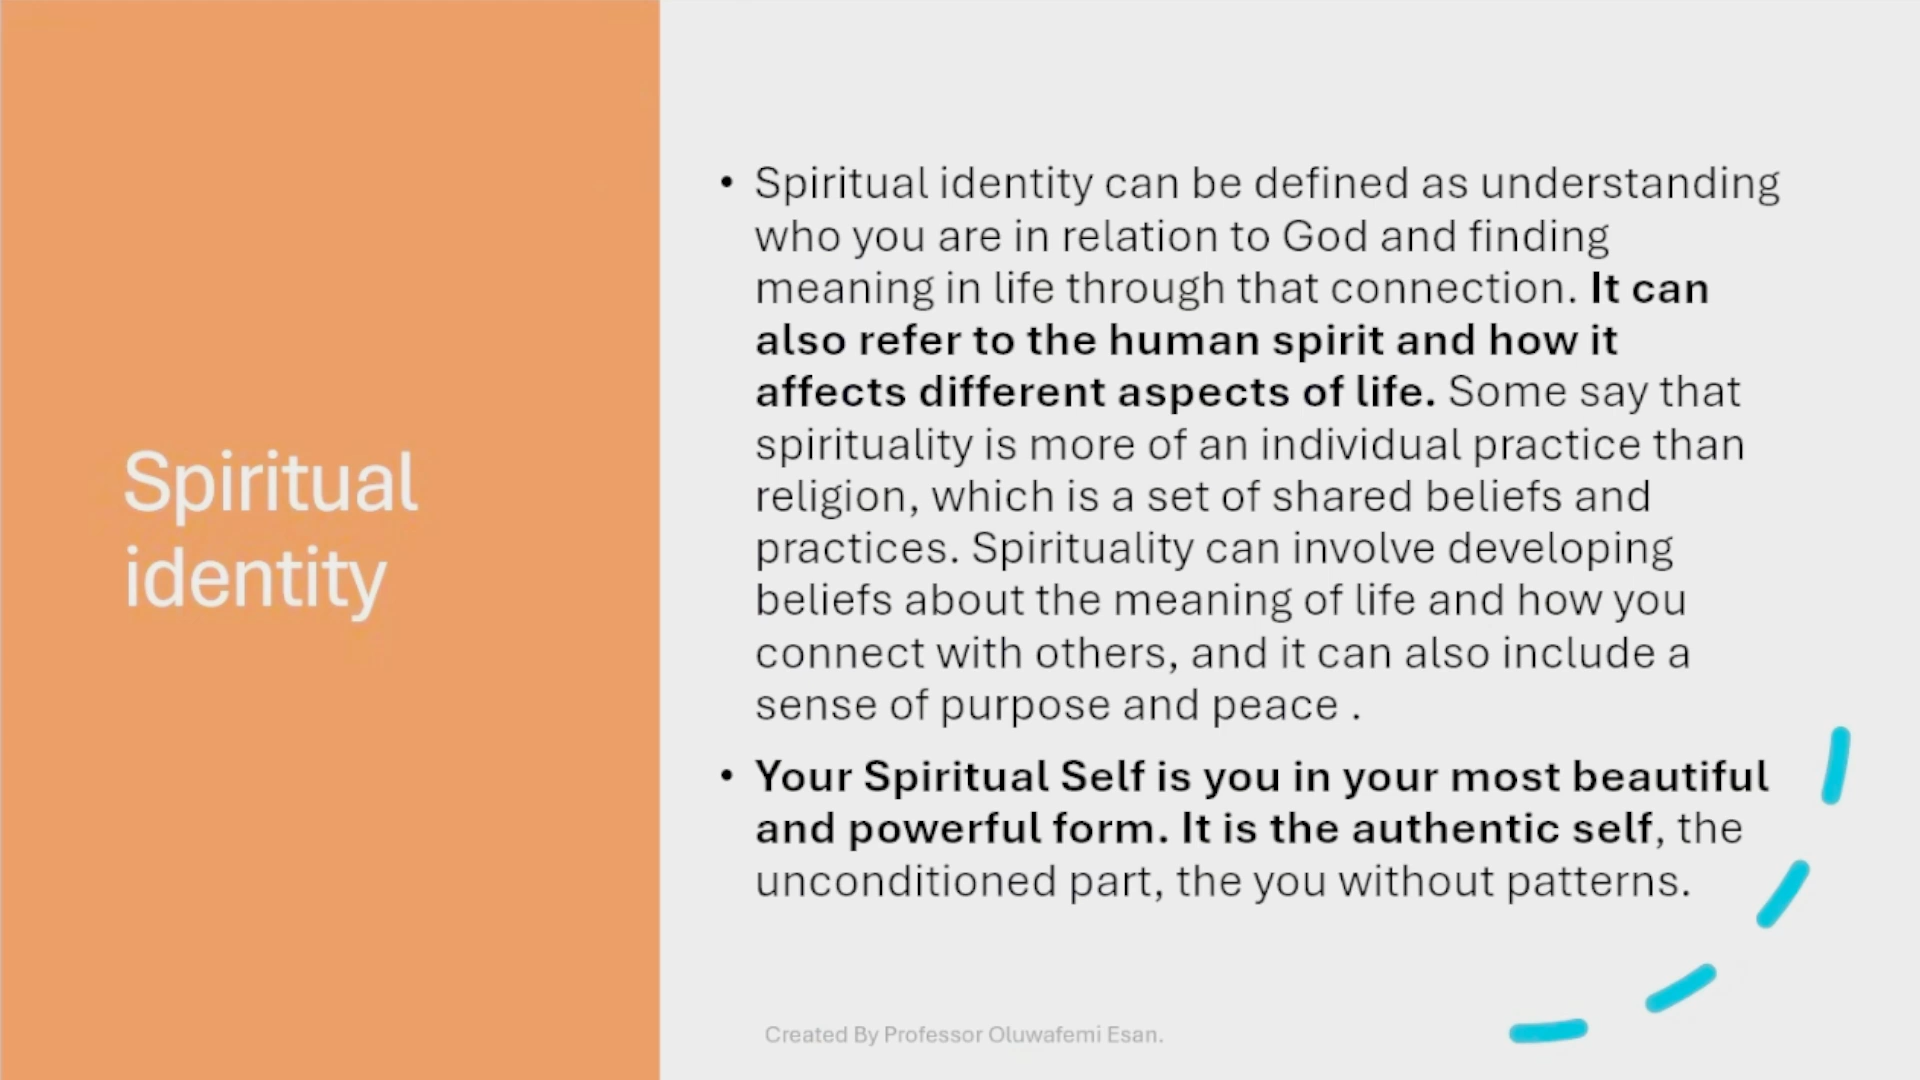 Spiritual
identity
• Spiritual identity can be defined as understanding
who you are in relation to God and finding
meaning in life through that connection. It can
also refer to the human spirit and how it
affects different aspects of life. Some say that
spirituality is more of an individual practice than
religion, which is a set of shared beliefs and
practices. Spirituality can involve developing
beliefs about the meaning of life and how you
connect with others, and it can also include a
sense of purpose and peace .
• Your Spiritual Self is you in your most beautiful
and powerful form. It is the authentic self, the
unconditioned part, the you without patterns.
Created By Professor Oluwafemi Esan.